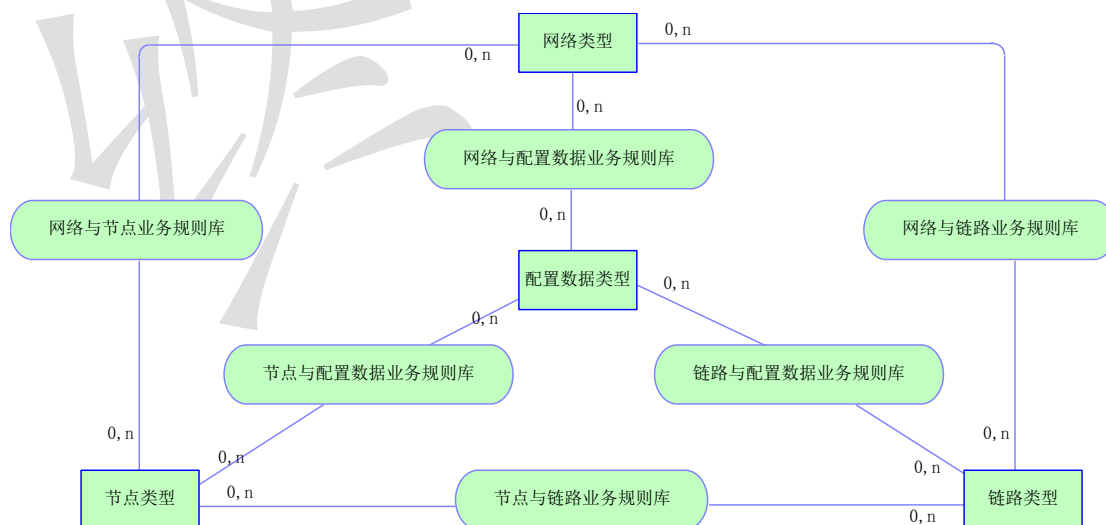 网络类型
0,n
0,n
0,n
网络与配置数据业务规则库
0,n
网络与节点业务规则库
网络与链路业务规则库
配置数据类型
0,n
0,n
节点与配置数据业务规则库
链路与配置数据业务规则库
0,n
0,n
0,n
0,n
节点类型
0,n
节点与链路业务规则库
链路类型
0,n